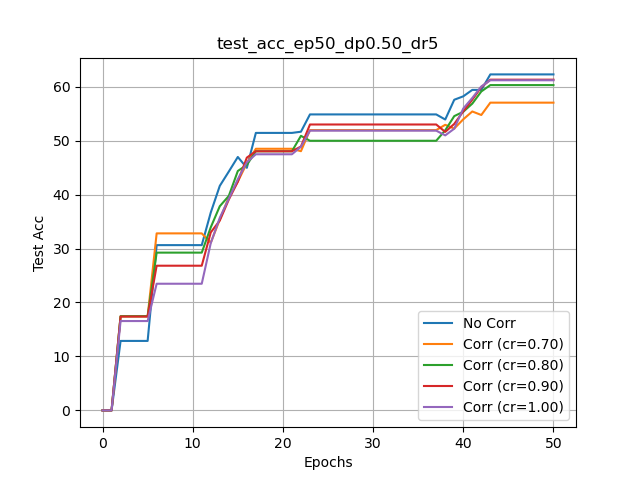 test_acc_ep50_dp0.50_dr5
Test Acc
60
50
40
30
20
10
0
No Corr
Corr (cr=0.70)
Corr (cr=0.80)
Corr (cr=0.90)
Corr (cr=1.00)
0 10 20 30 40 50
Epochs